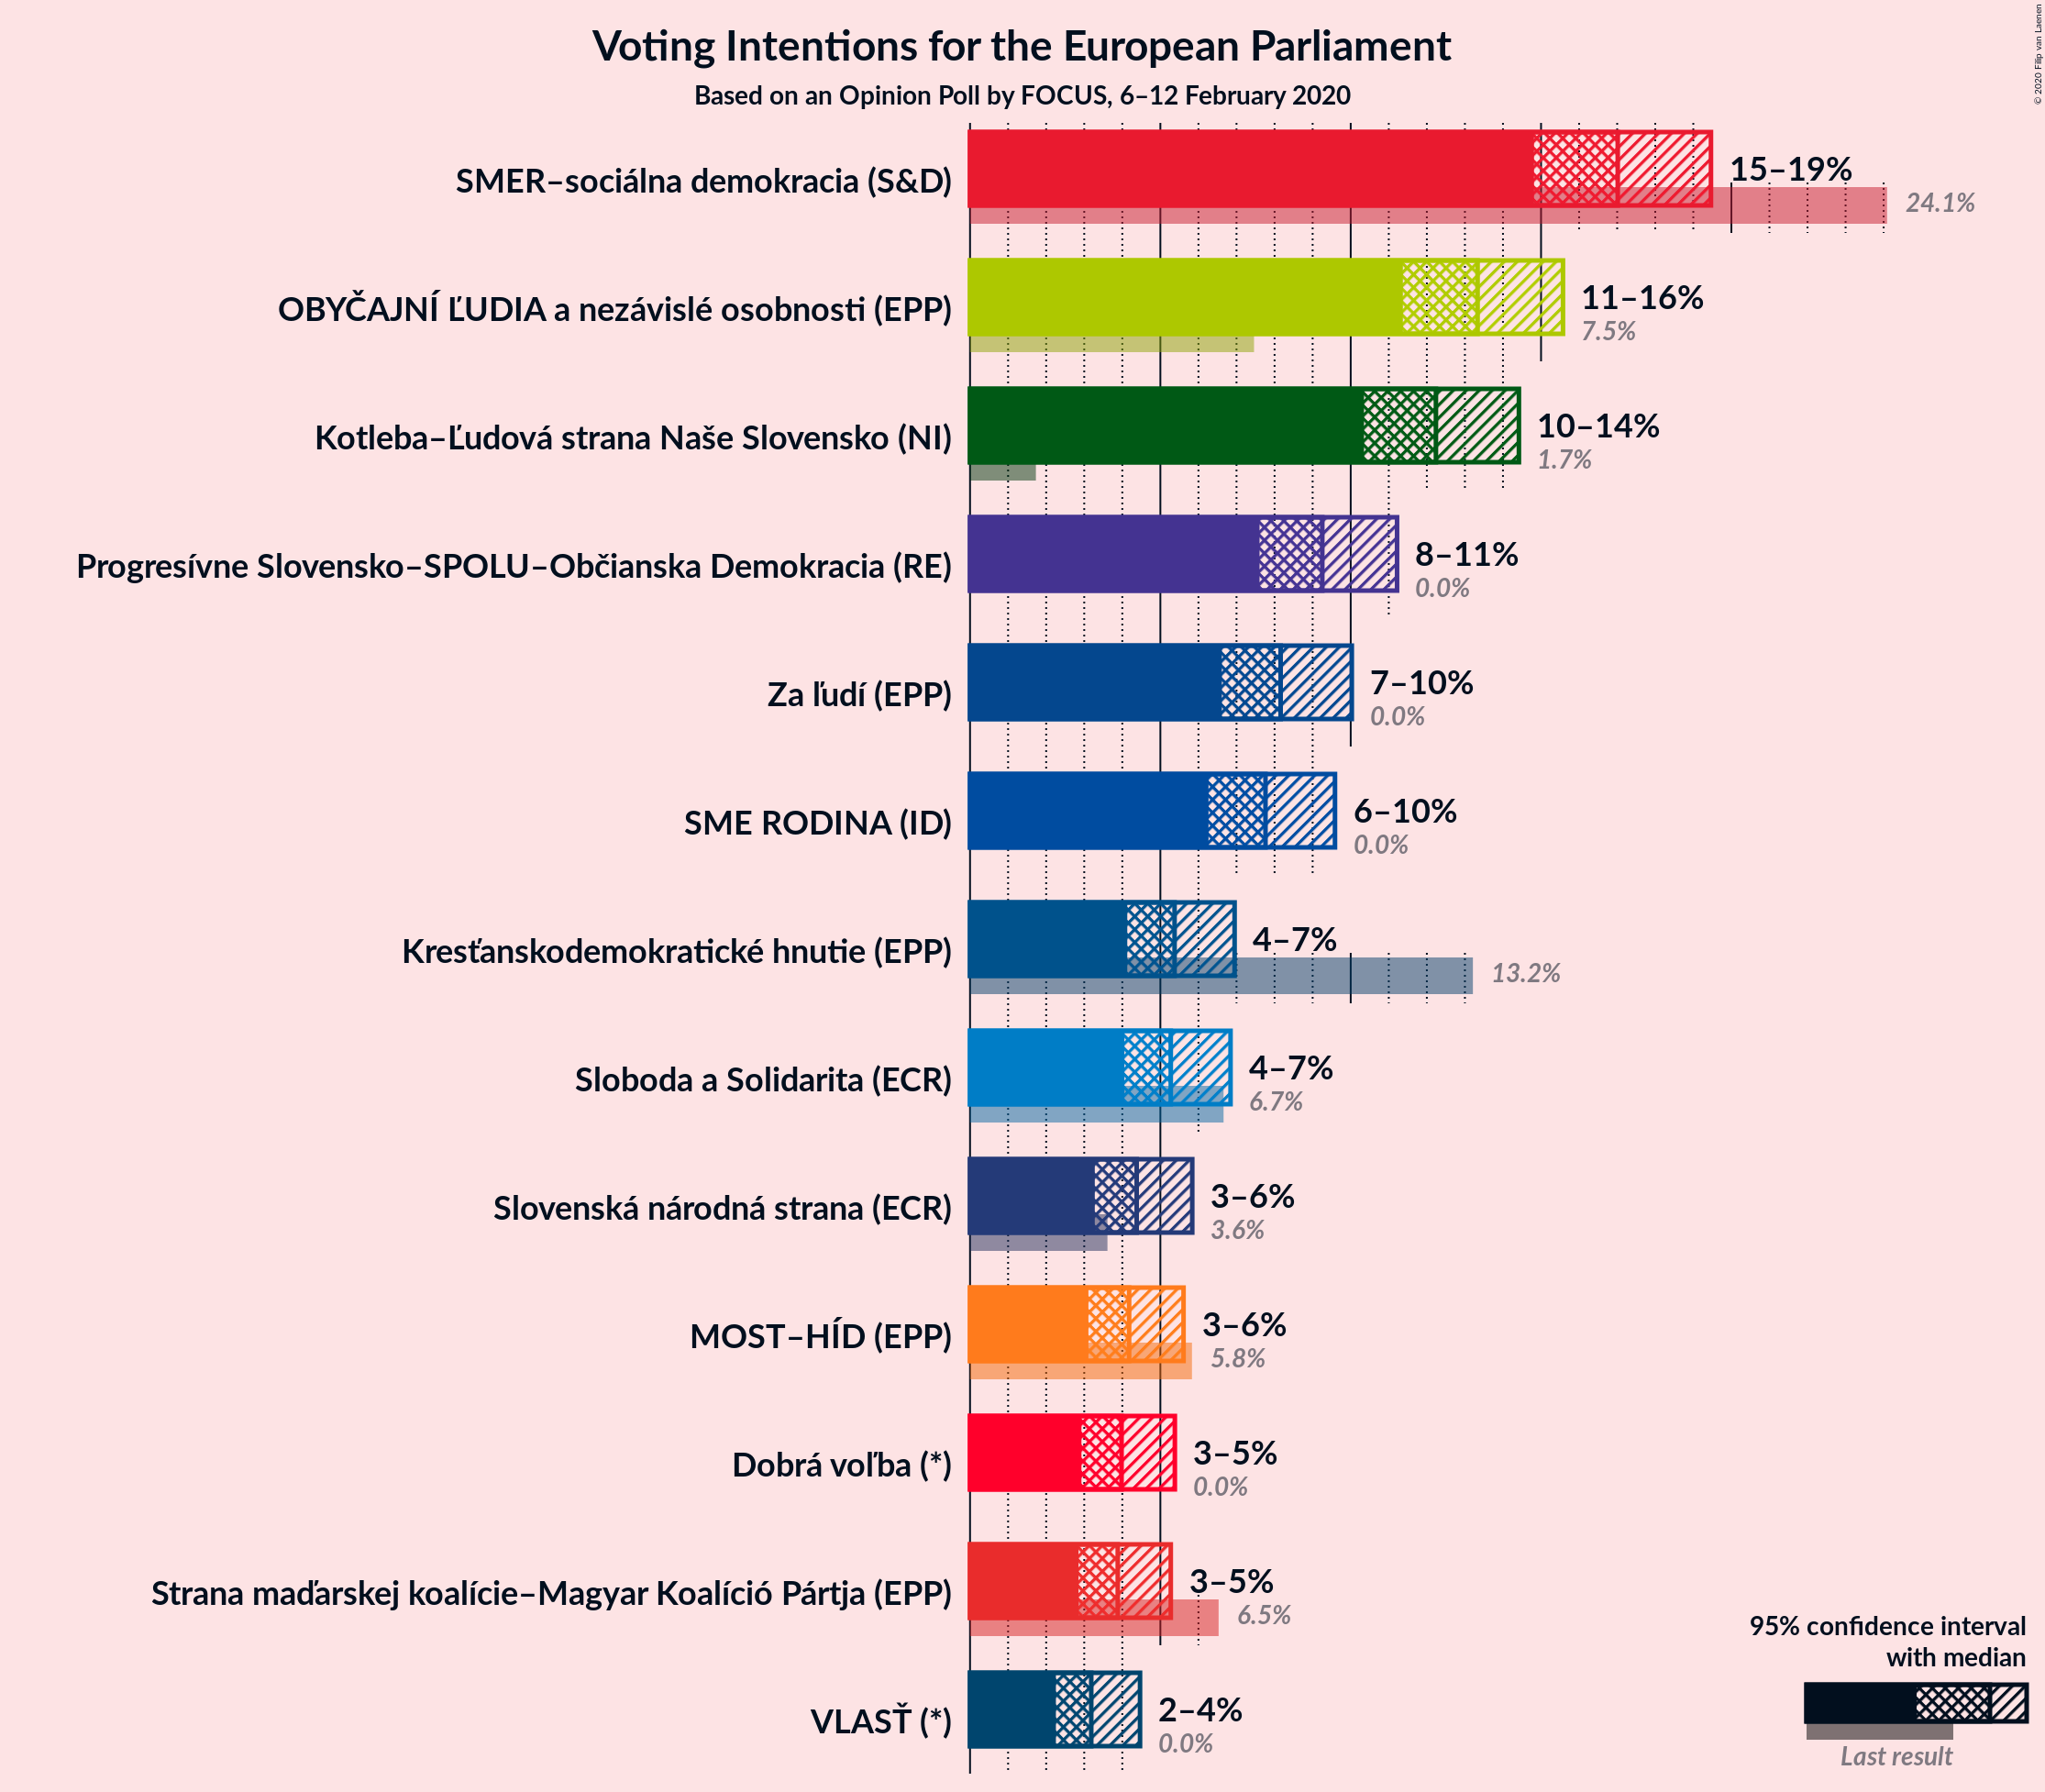 Voting Intentions for the European Parliament
Based on an Opinion Poll by FOCUS, 6–12 February 2020
© 2020 Filip van Laenen
SMER–sociálna demokracia (S&D)
15–19%
24.1%
OBYČAJNÍ ĽUDIA a nezávislé osobnosti (EPP)
11–16%
7.5%
Kotleba–Ľudová strana Naše Slovensko (NI)
10–14%
1.7%
Progresívne Slovensko–SPOLU–Občianska Demokracia (RE)
8–11%
0.0%
Za ľudí (EPP)
7–10%
0.0%
SME RODINA (ID)
6–10%
0.0%
Kresťanskodemokratické hnutie (EPP)
4–7%
13.2%
Sloboda a Solidarita (ECR)
4–7%
6.7%
Slovenská národná strana (ECR)
3–6%
3.6%
MOST–HÍD (EPP)
3–6%
5.8%
Dobrá voľba (*)
3–5%
0.0%
Strana maďarskej koalície–Magyar Koalíció Pártja (EPP)
3–5%
6.5%
VLASŤ (*)
2–4%
0.0%
95% confidence interval
with median
Last result